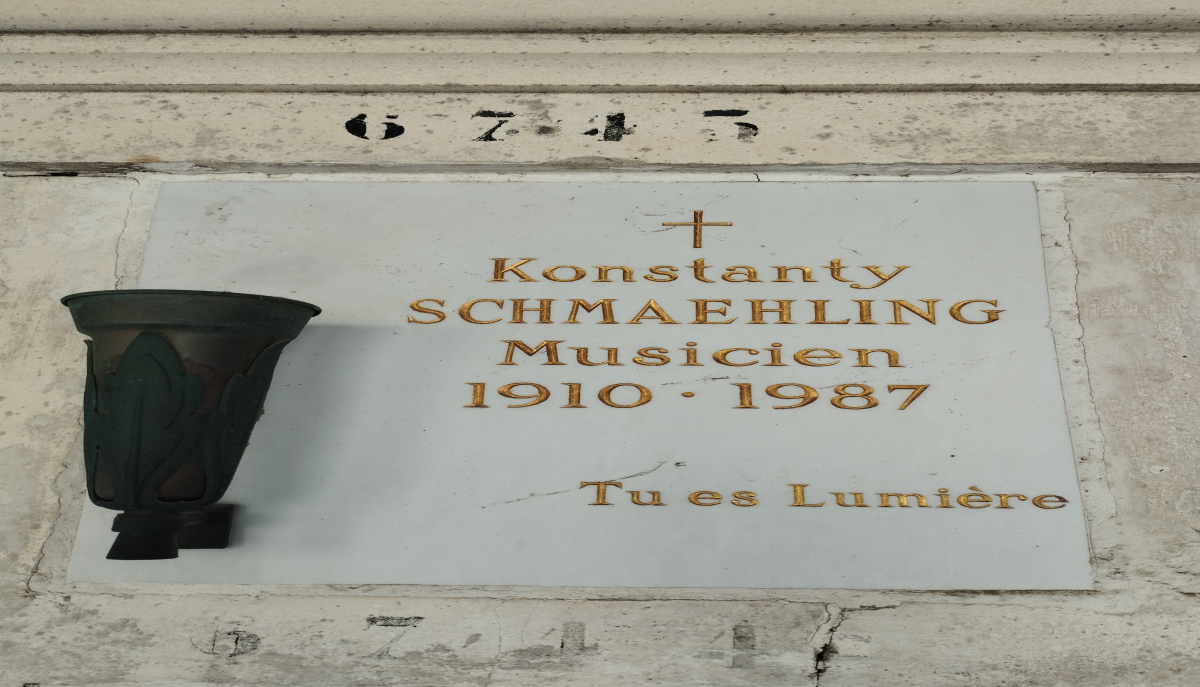 6745
Konstanty
SCHMAEHLING
Musicien
1910 · 1987
Tu es Lumière